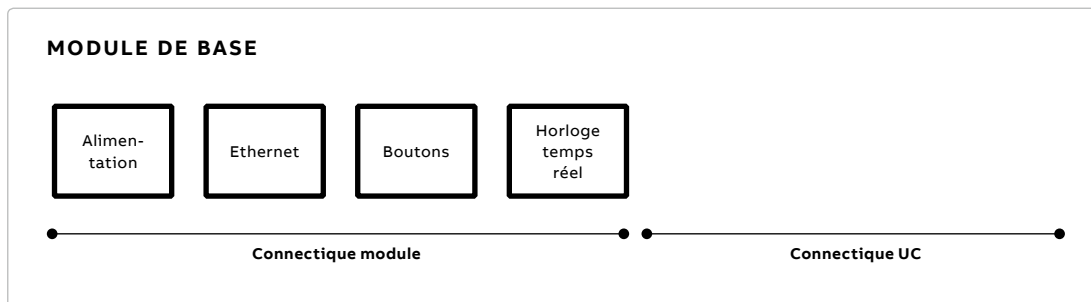 MODULE DE BASE
Alimen-
tation
Ethernet
Boutons
Horloge
temps
réel
Connectique module
Connectique UC